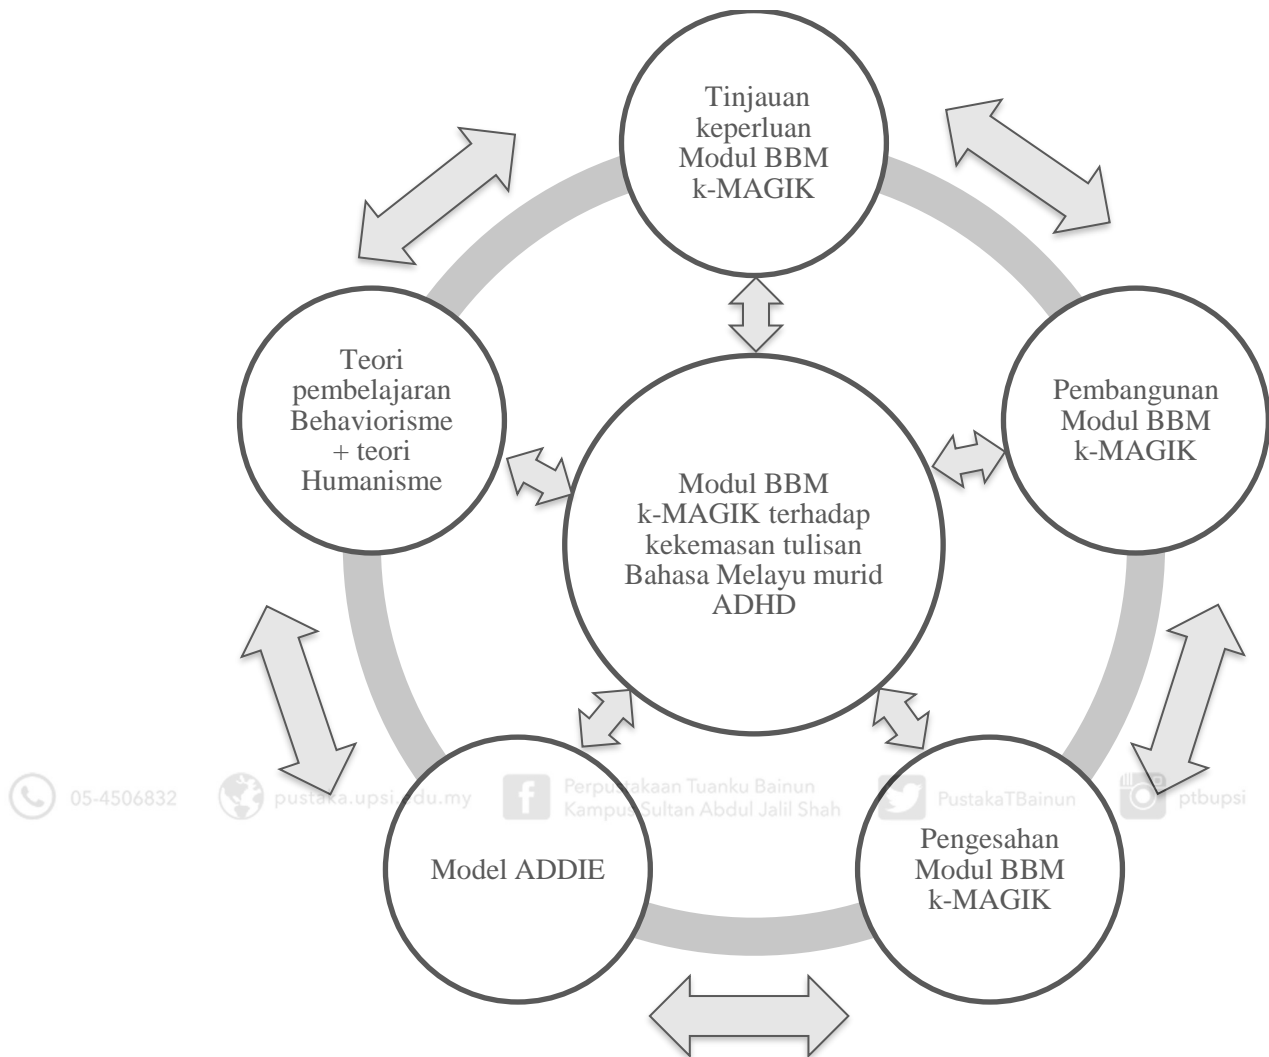 Tinjauan
keperluan
Modul BBM
k-MAGIK
Teori
pembelajaran
Behaviorisme
+ teori
Humanisme
Pembangunan
Modul BBM
k-MAGIK
Modul BBM
k-MAGIK terhadap
kekemasan tulisan
Bahasa Melayu murid
ADHD
Model ADDIE
Pengesahan
Modul BBM
k-MAGIK
05-4506832
pustaka.upsi.edu.my
Perpustakaan Tuanku Bainun
Kampus Sultan Abdul Jalil Shah
PustakaTBainun
ptbupsi